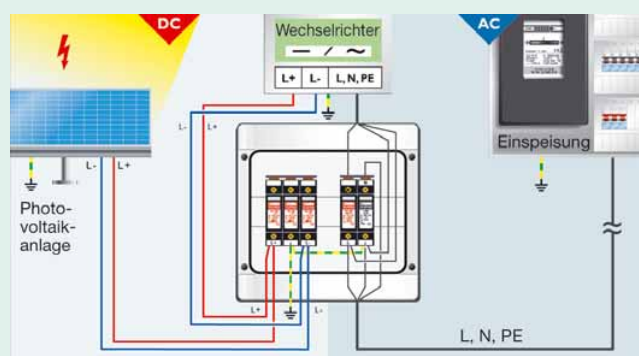 DC
Wechselrichter
L+ L- L, N, PE
AC
Einspeisung
L- L+
L- L+
Photo-
voltaik-
anlage
L+ L-
L, N, PE